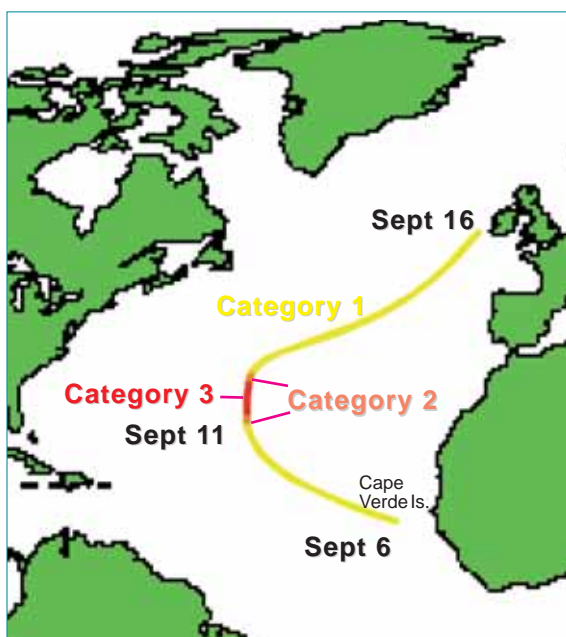 Sept 16
Category 1
Category 3
Category 2
Sept 11
Cape
Verde Is.
Sept 6